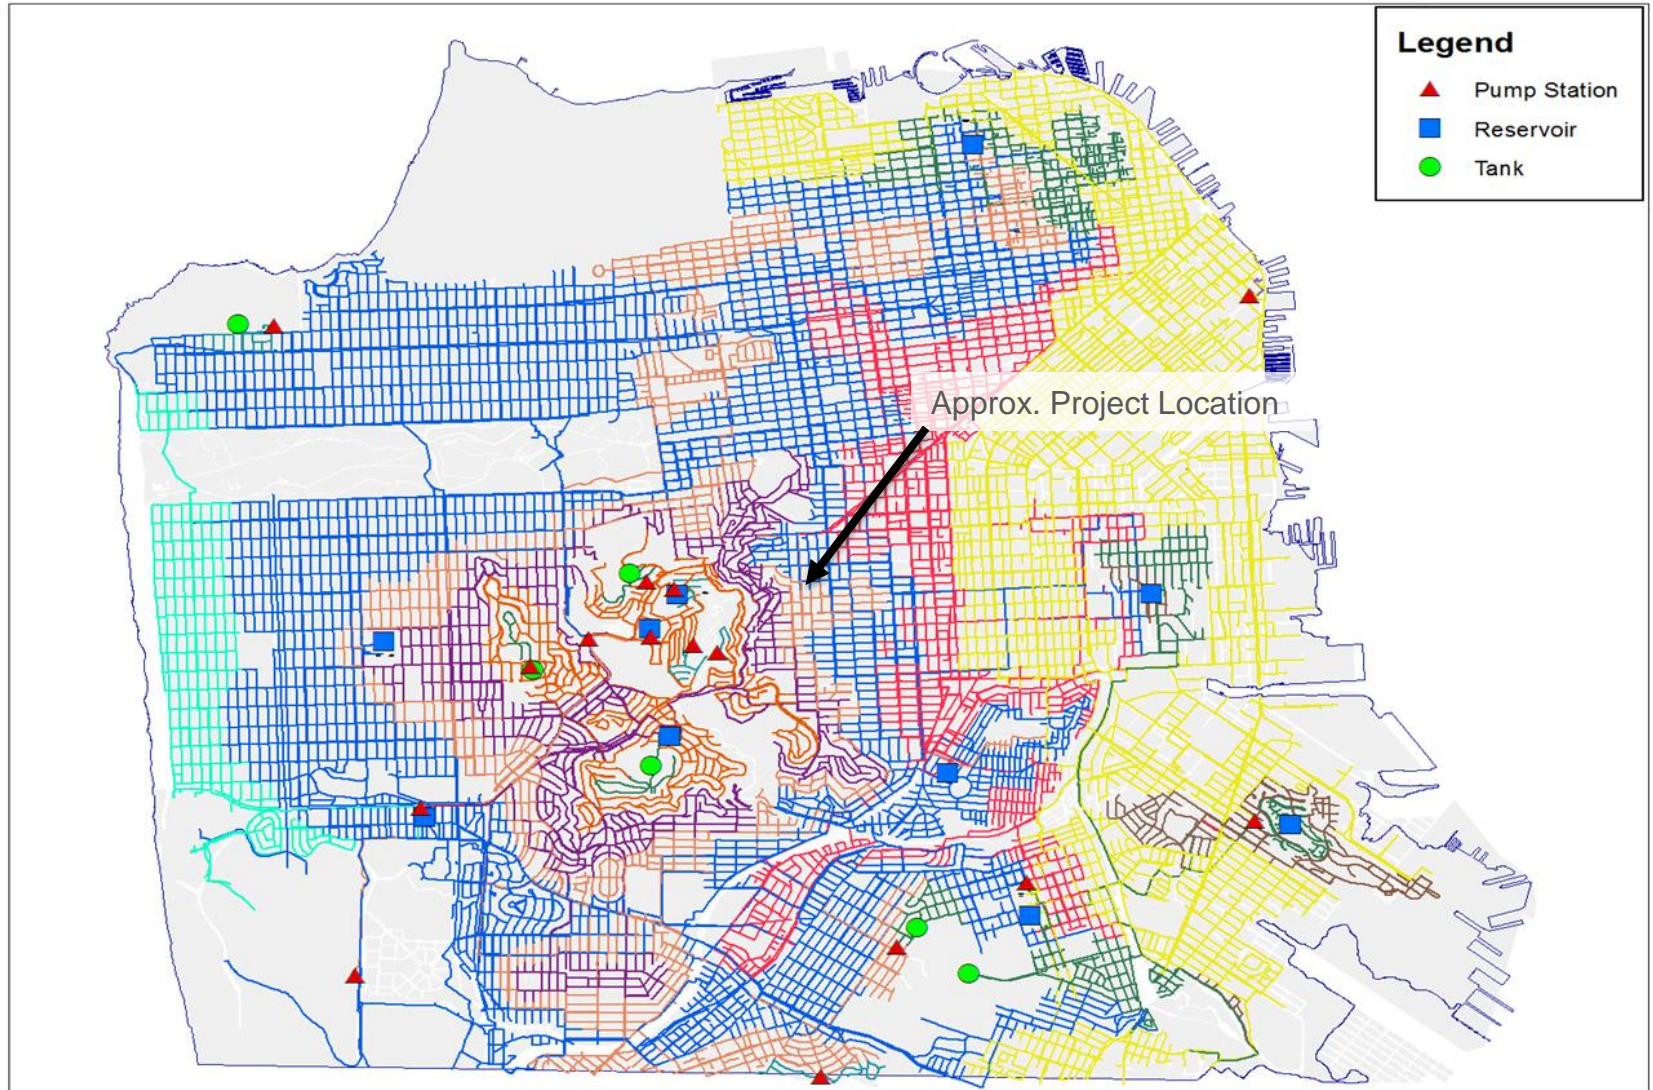 Legend
Pump Station
Reservoir
Tank
Approx. Project Location